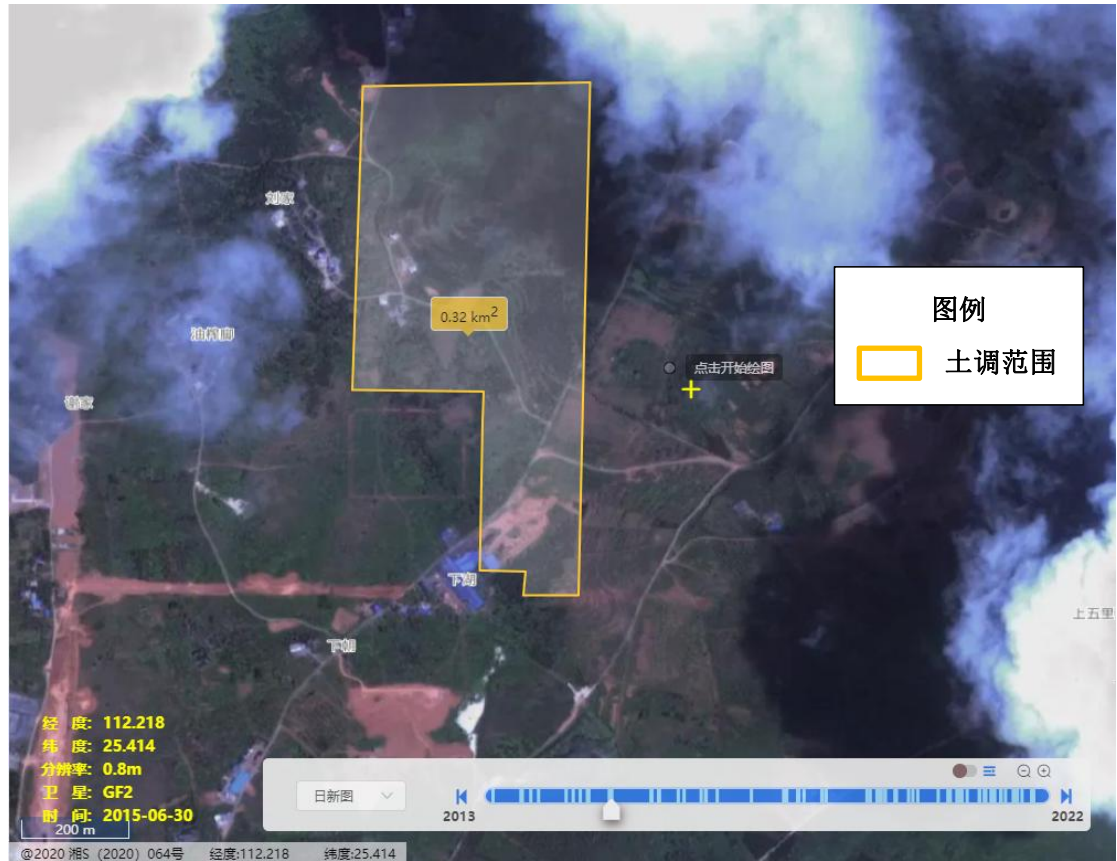 刘家
图例
土调范围
0.32 km2
油榨
点击开始绘图
谢家
下湖
上五里
下
经 度: 112.218
纬 度: 25.414
分辨率: 0.8m
卫 星: GF2
时 间: 2015-06-30
日新图
2013
2022
200 m
@2020 湘S (2020) 064号 经度:112.218 纬度:25.414